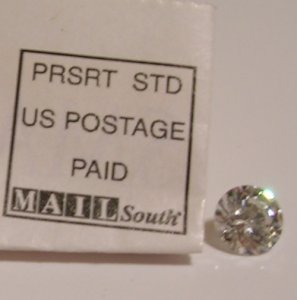 PRSRT STD
US POSTAGE
PAID
MAIL South